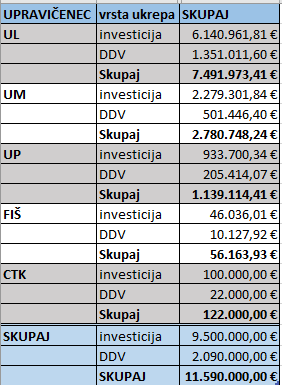 UPRAVIČENEC vrsta ukrepa SKUPAJ
UL investicija 6.140.961,81 €
DDV 1.351.011,60 €
Skupaj 7.491.973,41 €
UM investicija 2.279.301,84 €
DDV 501.446,40 €
Skupaj 2.780.748,24 €
UP investicija 933.700,34 €
DDV 205.414,07 €
Skupaj 1.139.114,41 €
FIŠ investicija 46.036,01 €
DDV 10.127,92 €
Skupaj 56.163,93 €
CTK investicija 100.000,00 €
DDV 22.000,00 €
Skupaj 122.000,00 €
SKUPAJ investicija 9.500.000,00 €
DDV 2.090.000,00 €
SKUPAJ 11.590.000,00 €